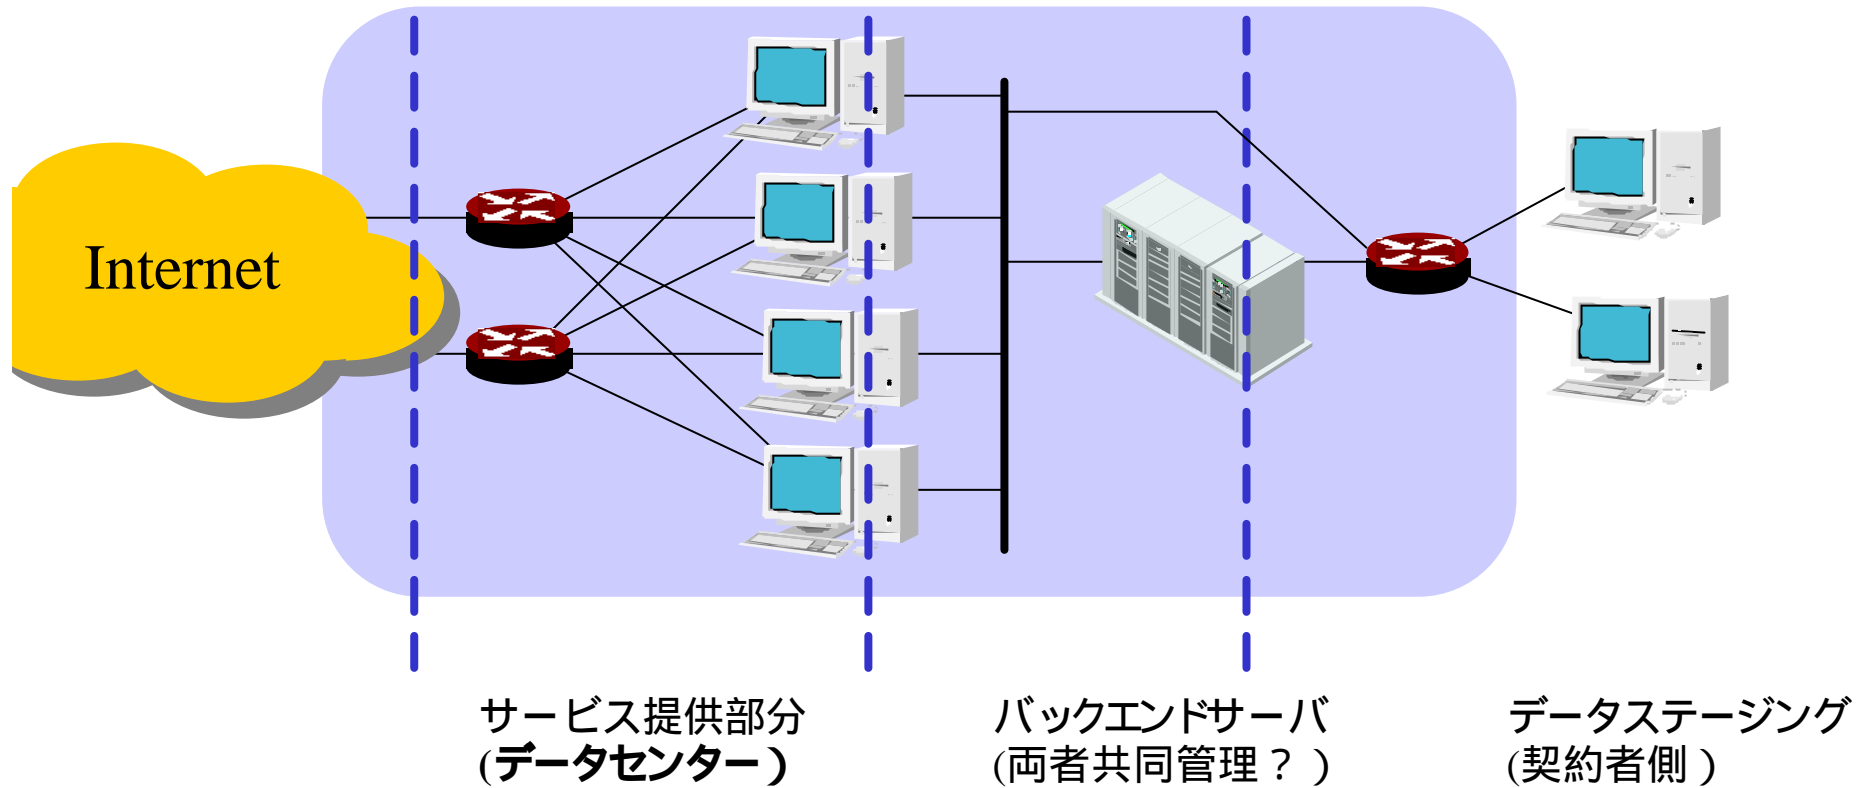 Internet
サービス提供部分
(データセンター)
バックエンドサーバ
(両者共同管理？)
データステージング
(契約者側)